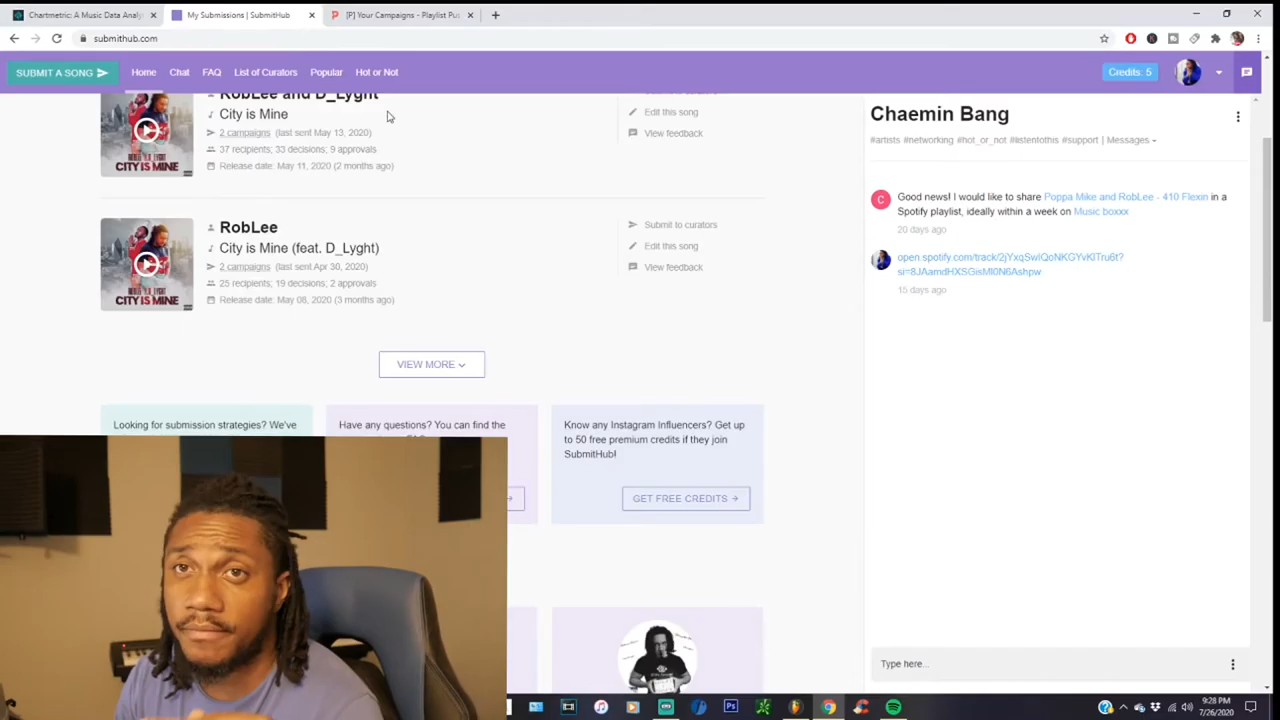 Chartmetric: A Music Data Analy
My Submissions | SubmitHub
[P] Your Campaigns - Playlist Pus
submithub.com
SUBMIT A SONG
Home
Chat
FAQ
List of Curators
Popular
Hot or Not
Credits: 5
RobLee and D_Lyght
City is Mine
2 campaigns (last sent May 13, 2020)
37 recipients; 33 decisions; 9 approvals
Release date: May 11, 2020 (2 months ago)
Edit this song
View feedback
CITY IS MINE
RobLee
City is Mine (feat. D_Lyght)
2 campaigns (last sent Apr 30, 2020)
25 recipients; 19 decisions; 2 approvals
Release date: May 08, 2020 (3 months ago)
Submit to curators
Edit this song
View feedback
CITY IS MINE
VIEW MORE
Looking for submission strategies? We've
Have any questions? You can find the
Know any Instagram Influencers? Get up
to 50 free premium credits if they join
SubmitHub!
GET FREE CREDITS
Chaemin Bang
#artists #networking #hot_or_not #listentothis #support | Messages
C
Good news! I would like to share Poppa Mike and RobLee - 410 Flexin in a
Spotify playlist, ideally within a week on Music boxxx
20 days ago
15 days ago
Type here...
9:28 PM
7/26/2020